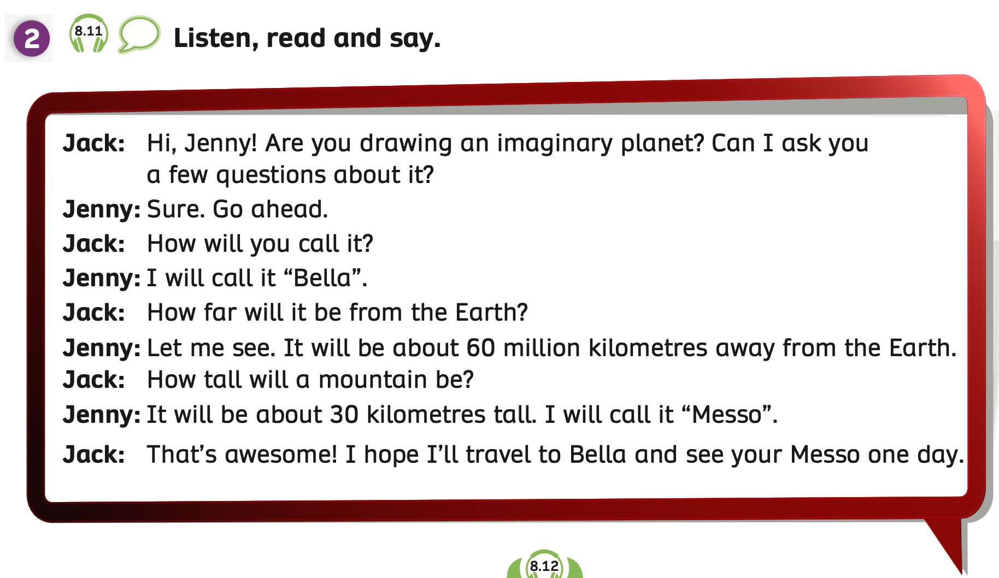 2 8.11 Listen, read and say.
Jack: Hi, Jenny! Are you drawing an imaginary planet? Can I ask you
a few questions about it?
Jenny: Sure. Go ahead.
Jack: How will you call it?
Jenny: I will call it “Bella”.
Jack: How far will it be from the Earth?
Jenny: Let me see. It will be about 60 million kilometres away from the Earth.
Jack: How tall will a mountain be?
Jenny: It will be about 30 kilometres tall. I will call it “Messo”.
Jack: That’s awesome! I hope I’ll travel to Bella and see your Messo one day.
8.12